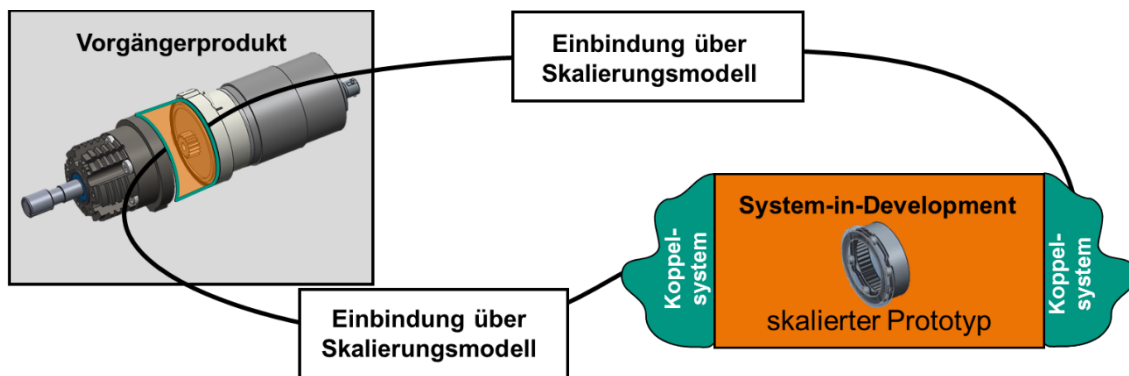 Vorgängerprodukt
Einbindung über
Skalierungsmodell
System-in-Development
Koppel-
system
skalierter Prototyp
Koppel-
system
Einbindung über
Skalierungsmodell